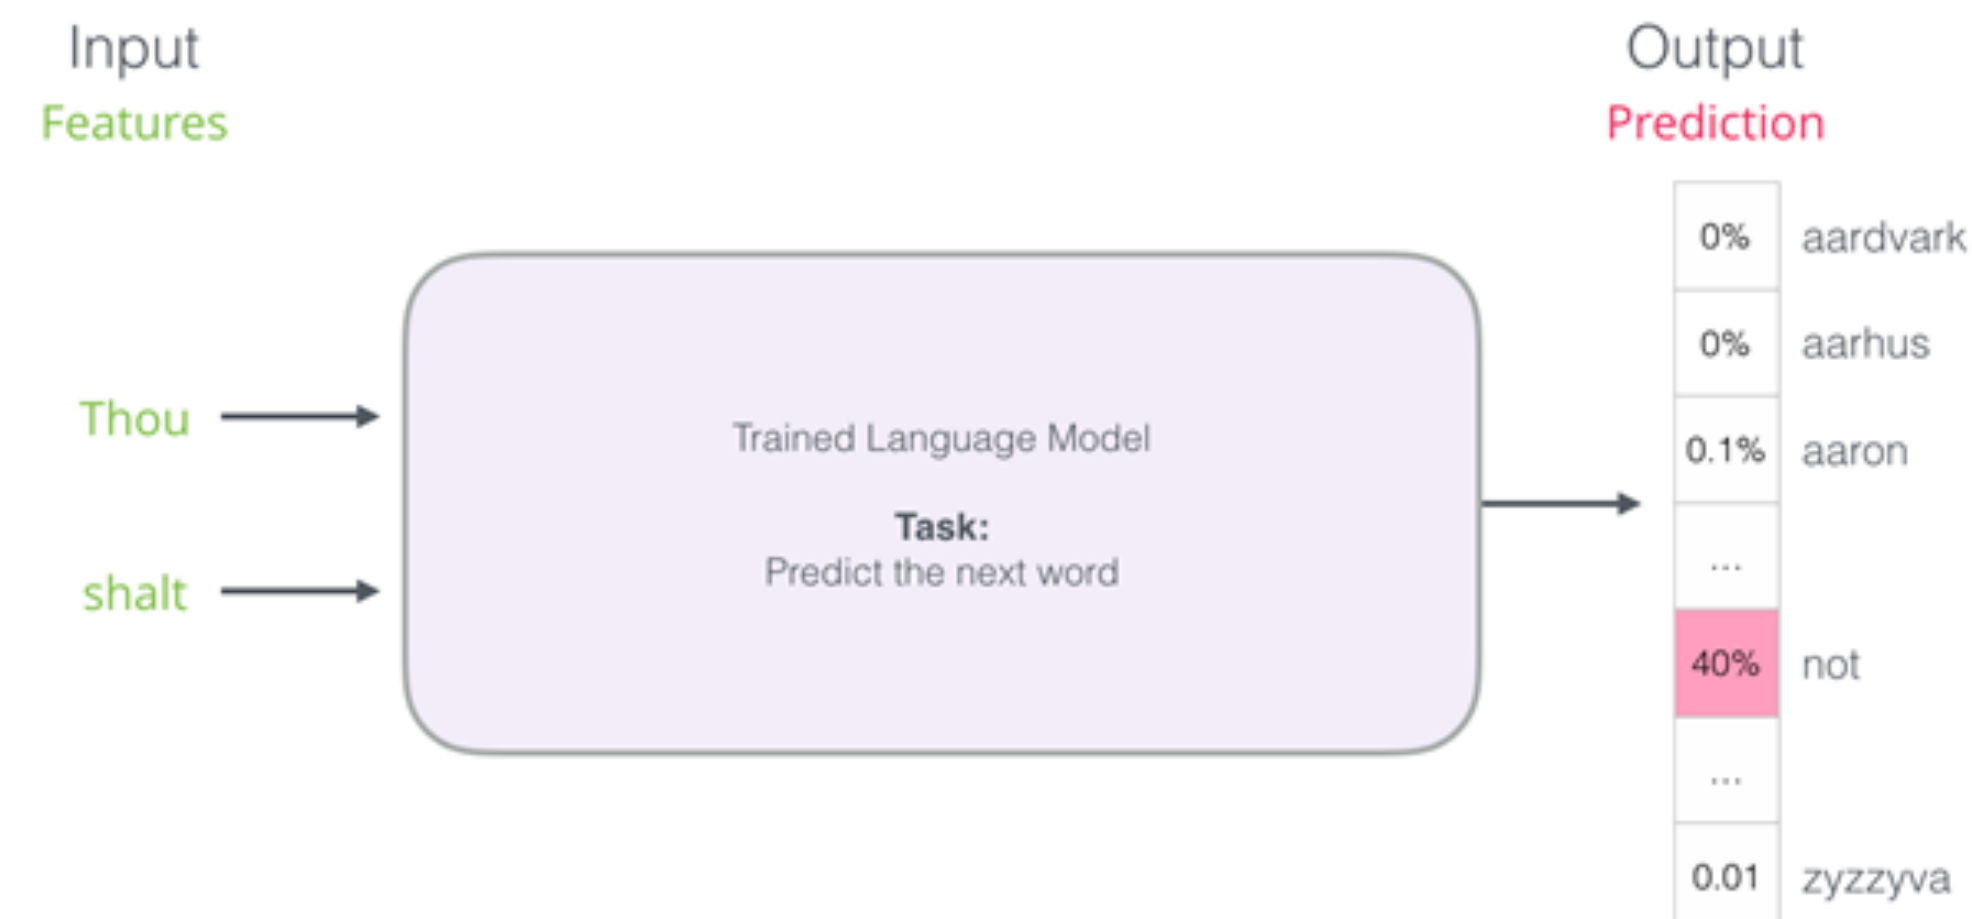 Input
Features
Thou
shalt
Trained Language Model
Task:
Predict the next word
Output
Prediction
0% aardvark
0% aarhus
0.1% aaron
...
40% not
...
0.01 zyzzyva